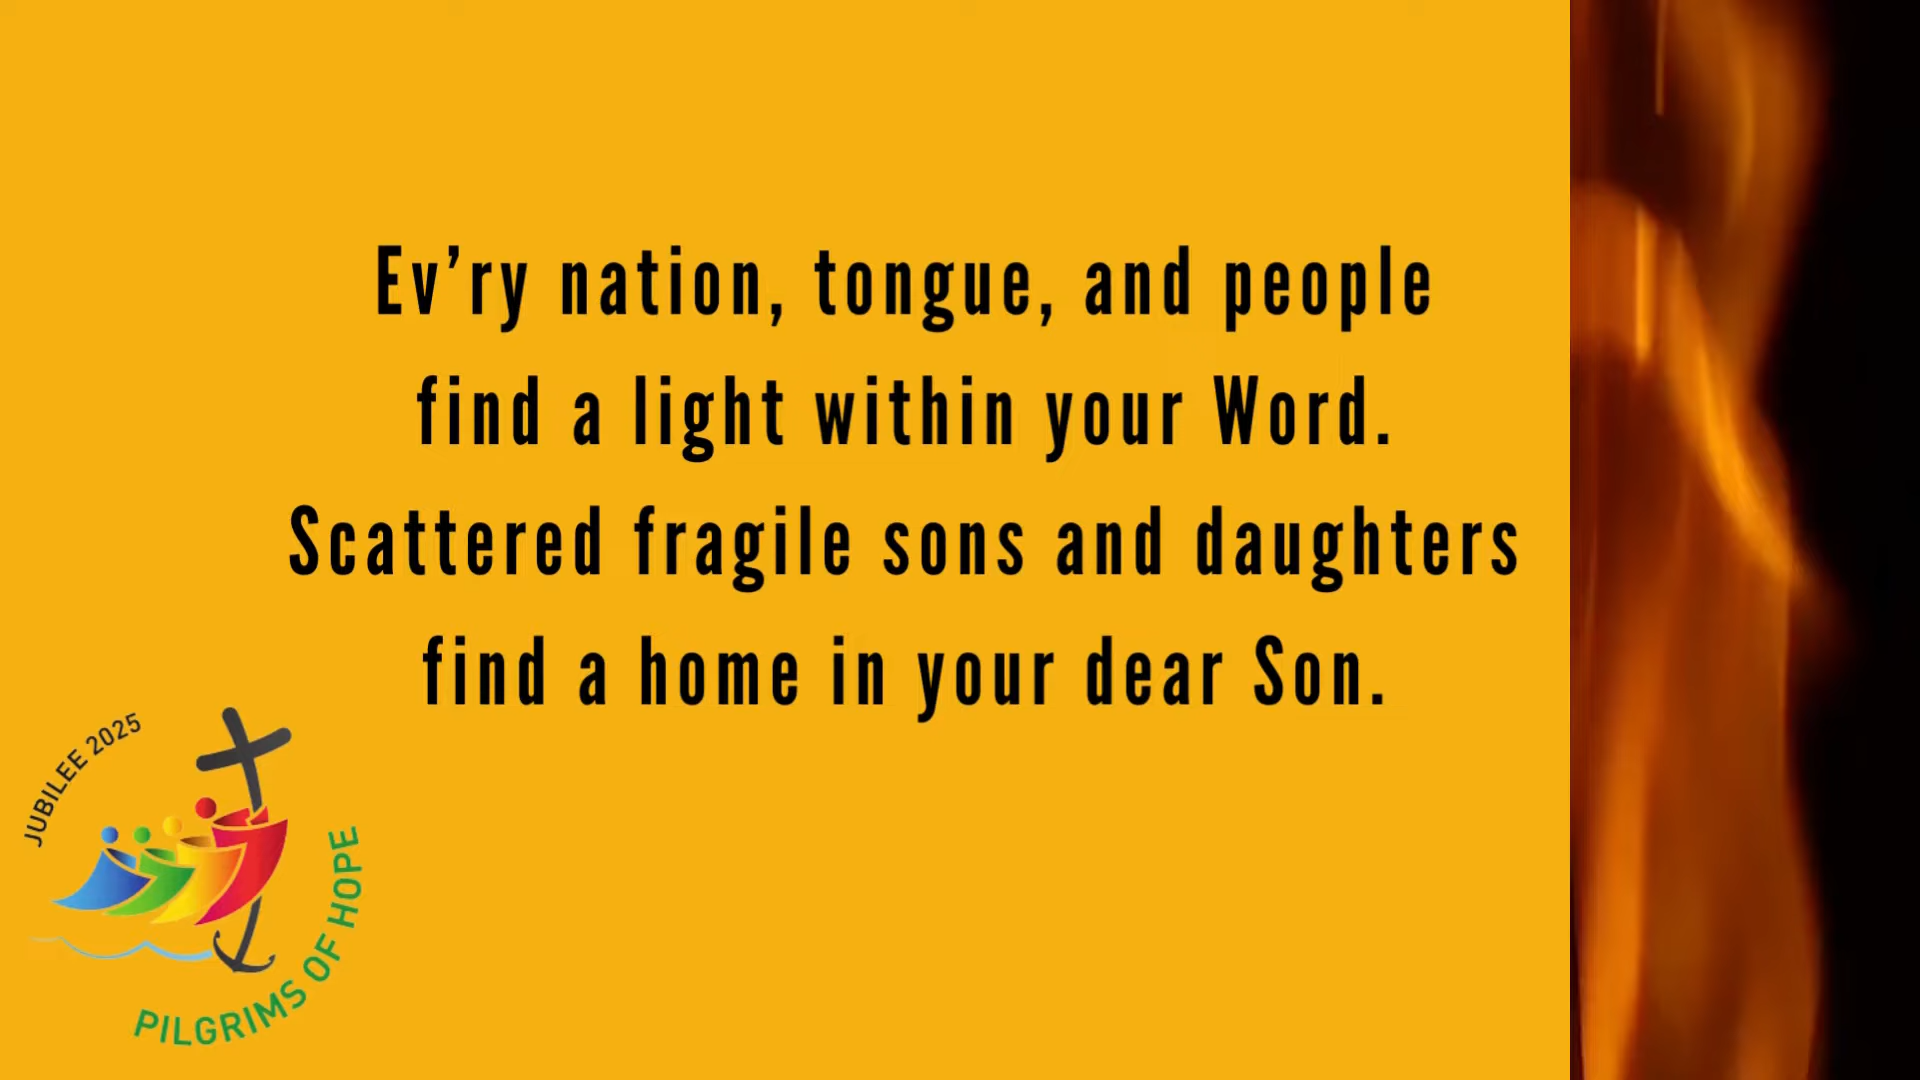 Ev’ry nation, tongue, and people
find a light within your Word.
Scattered fragile sons and daughters
find a home in your dear Son.
JUBILEE 2025
PILGRIMS OF HOPE